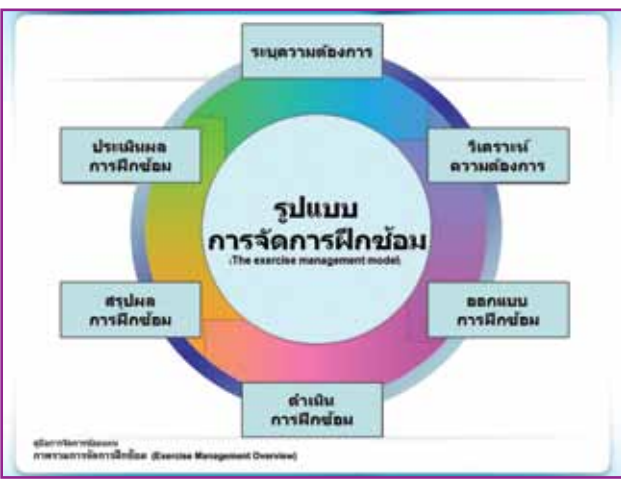 ระบุความต้องการ
วิเคราะห์
ความต้องการ
ออกแบบ
การฝึกซ้อม
ดำเนิน
การฝึกซ้อม
สรุปผล
การฝึกซ้อม
ประเมินผล
การฝึกซ้อม
รูปแบบ
การจัดการฝึกซ้อม
(The exercise management model)
ภาพรวมการจัดการฝึกซ้อม (Exercise Management Overview)